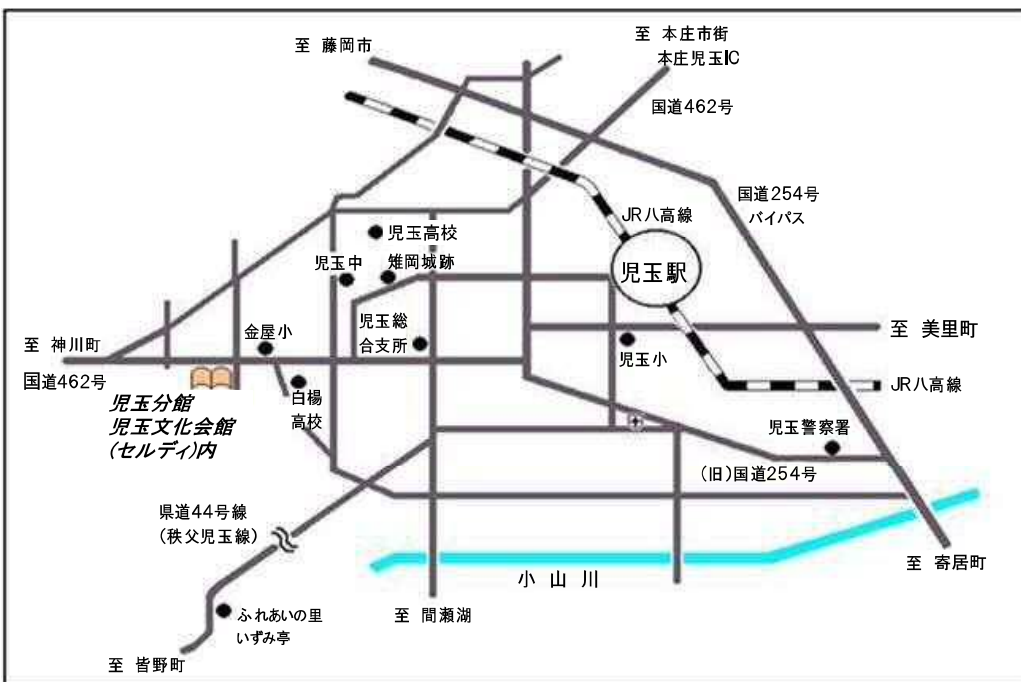 至 藤岡市
至 本庄市街
本庄児玉IC
国道462号
国道254号
バイパス
JR八高線
児玉駅
児玉高校
児玉中
雉岡城跡
児玉総
合支所
金屋小
至 神川町
国道462号
児玉分館
児玉文化会館
(セルディ)内
白楊
高校
児玉小
至 美里町
JR八高線
児玉警察署
(旧)国道254号
県道44号線
(秩父児玉線)
小山川
至 寄居町
至 間瀬湖
ふれあいの里
いずみ亭
至 皆野町